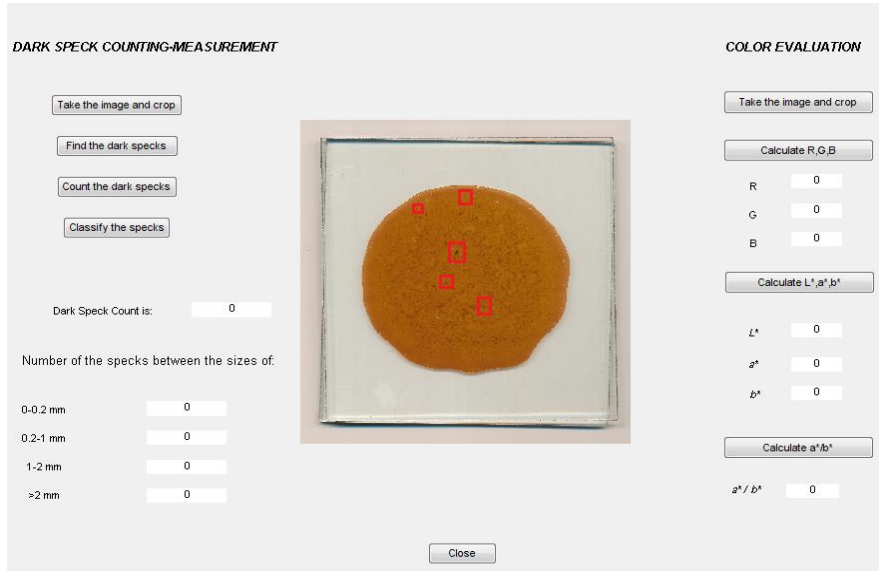 DARK SPECK COUNTING-MEASUREMENT
Take the image and crop
Find the dark specks
Count the dark specks
Classify the specks
Dark Speck Count is: 0
Number of the specks between the sizes of:
0-0.2 mm 0
0.2-1 mm 0
1-2 mm 0
>2 mm 0
COLOR EVALUATION
Take the image and crop
Calculate R,G,B
R 0
G 0
B 0
Calculate L*,a*,b*
L* 0
a* 0
b* 0
Calculate a*/b*
a*/ b* 0
Close